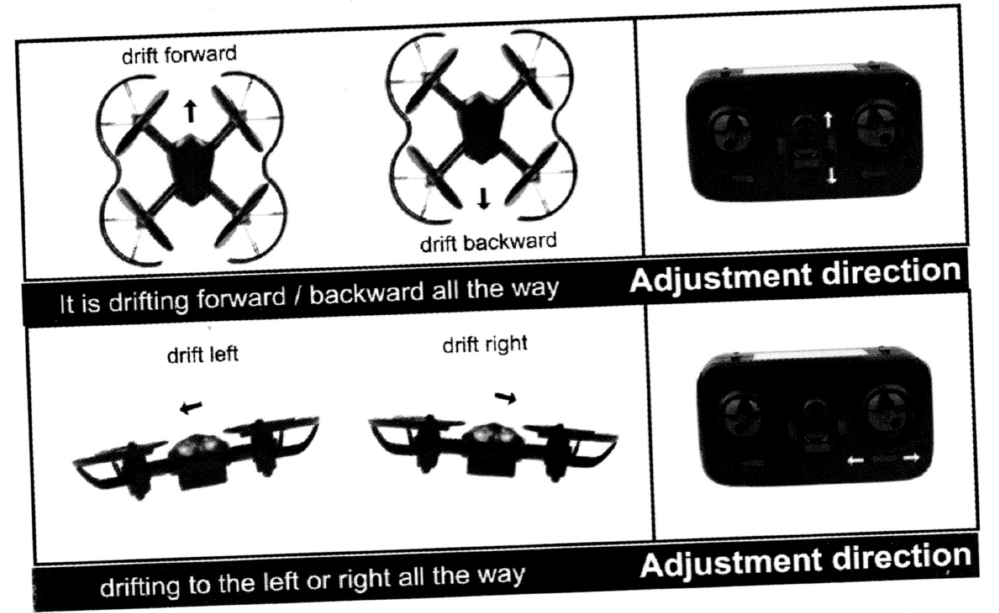 drift forward
drift backward
It is drifting forward / backward all the way
Adjustment direction
drift left
drift right
drifting to the left or right all the way
Adjustment direction